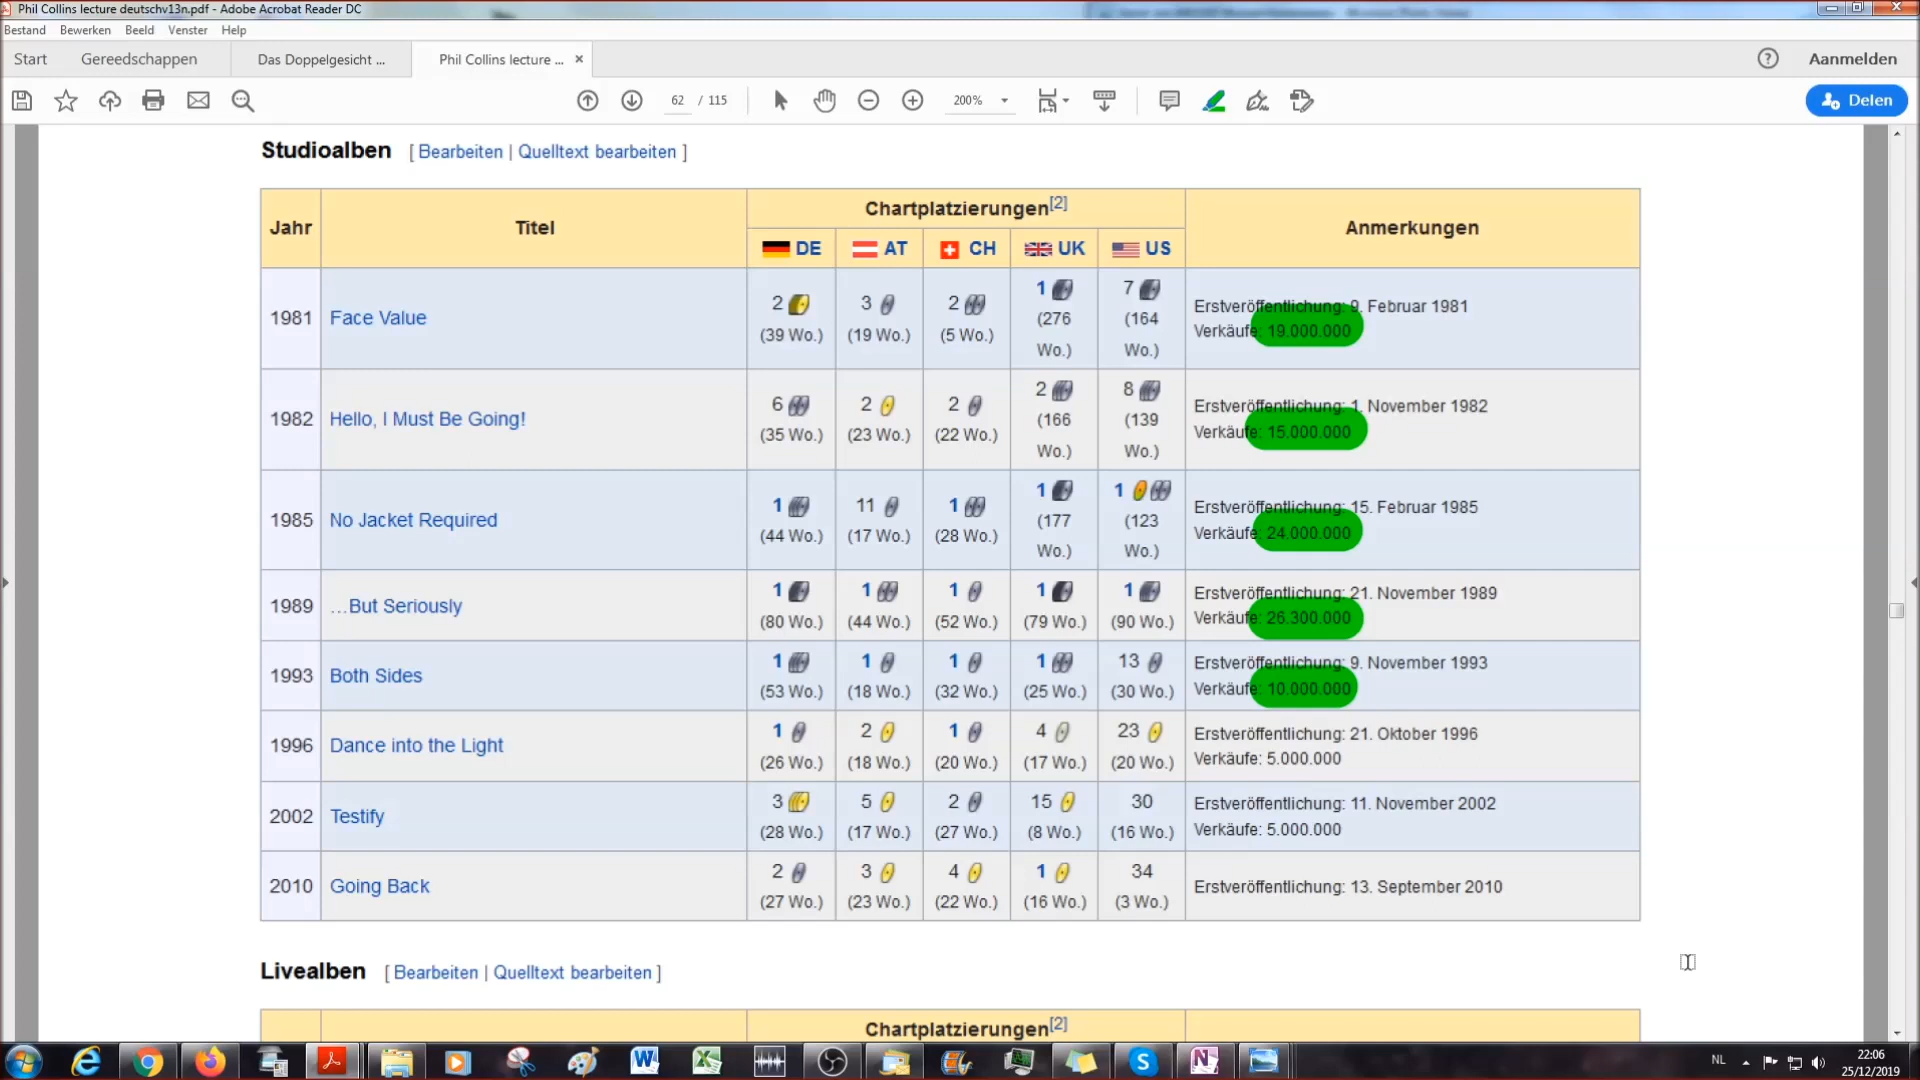 Phil Collins lecture deutschv13n.pdf - Adobe Acrobat Reader DC
Bestand Bewerken Beeld Venster Help
Start Gereedschappen Das Doppelgesicht ... Phil Collins lecture ... × Aanmelden
62 / 115 200% Delen
Studioalben [ Bearbeiten | Quelltext bearbeiten ]
Jahr Titel Chartplatzierungen[2] Anmerkungen
DE AT CH UK US
1981 Face Value 2 (39 Wo.) 3 (19 Wo.) 2 (5 Wo.) 1 (276 Wo.) 7 (164 Wo.) Erstveröffentlichung: 9. Februar 1981
Verkäufe: 19.000.000
1982 Hello, I Must Be Going! 6 (35 Wo.) 2 (23 Wo.) 2 (22 Wo.) 2 (166 Wo.) 8 (139 Wo.) Erstveröffentlichung: 1. November 1982
Verkäufe: 15.000.000
1985 No Jacket Required 1 (44 Wo.) 11 (17 Wo.) 1 (28 Wo.) 1 (177 Wo.) 1 (123 Wo.) Erstveröffentlichung: 15. Februar 1985
Verkäufe: 24.000.000
1989 …But Seriously 1 (80 Wo.) 1 (44 Wo.) 1 (52 Wo.) 1 (79 Wo.) 1 (90 Wo.) Erstveröffentlichung: 21. November 1989
Verkäufe: 26.300.000
1993 Both Sides 1 (53 Wo.) 1 (18 Wo.) 1 (32 Wo.) 1 (25 Wo.) 13 (30 Wo.) Erstveröffentlichung: 9. November 1993
Verkäufe: 10.000.000
1996 Dance into the Light 1 (26 Wo.) 2 (18 Wo.) 1 (20 Wo.) 4 (17 Wo.) 23 (20 Wo.) Erstveröffentlichung: 21. Oktober 1996
Verkäufe: 5.000.000
2002 Testify 3 (28 Wo.) 5 (17 Wo.) 2 (27 Wo.) 15 (8 Wo.) 30 (16 Wo.) Erstveröffentlichung: 11. November 2002
Verkäufe: 5.000.000
2010 Going Back 2 (27 Wo.) 3 (23 Wo.) 4 (22 Wo.) 1 (16 Wo.) 34 (3 Wo.) Erstveröffentlichung: 13. September 2010
Livealben [ Bearbeiten | Quelltext bearbeiten ]
Chartplatzierungen[2]
NL 22:06
25/12/2019